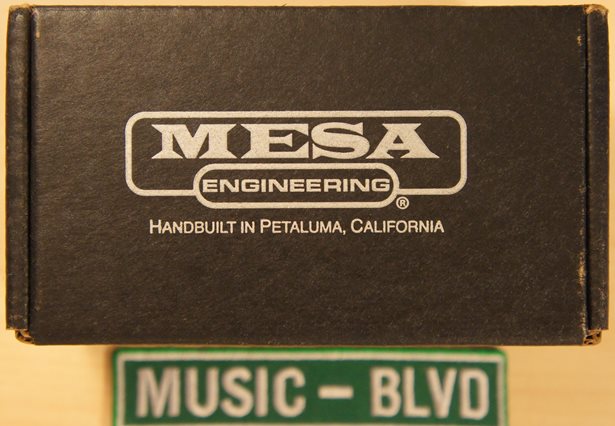 MESA
ENGINEERING
®
HANDBUILT IN PETALUMA, CALIFORNIA
MUSIC – BLVD